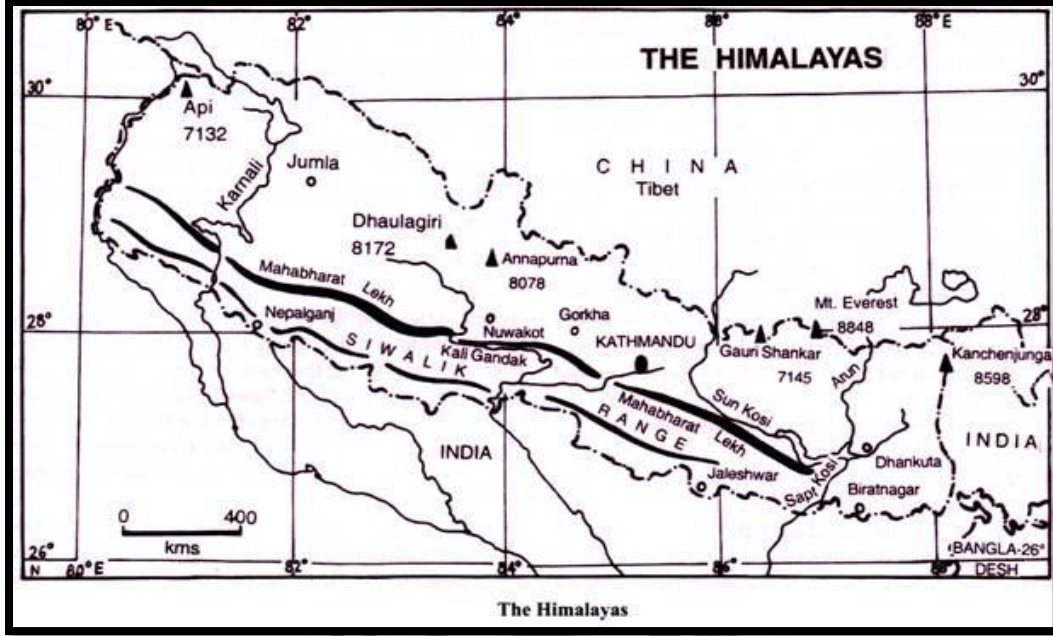 80°E 82° 84° 86° 88°E
THE HIMALAYAS
30° 30°
Api
7132
Karnali
Jumla
CHINA
Tibet
Dhaulagiri
8172
Annapurna
8078
Mahabharat Lekh
Nepalganj
28°
SIWALIK
Kali Gandak
Nuwakot
Gorkha
KATHMANDU
Mt. Everest
8848
28°
Gauri Shankar
7145
Arun
Kanchenjunga
8598
Sun Kosi
Mahabharat Lekh
RANGE
INDIA
INDIA
Jaleshwar
Sapt Kosi
Dhankuta
Biratnagar
0 400
kms
26°
N 80°E 82° 84° 86° 88°
BANGLA-26°
DESH
The Himalayas